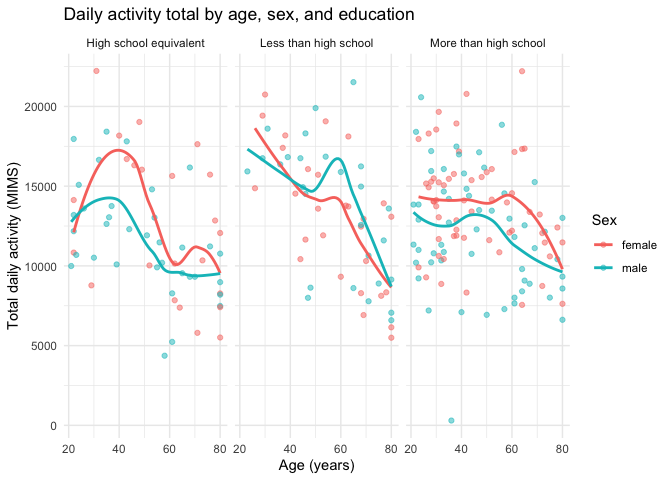 Daily activity total by age, sex, and education
High school equivalent Less than high school More than high school
20000
15000
10000
5000
0
Total daily activity (MIMS)
20 40 60 80 20 40 60 80 20 40 60 80
Age (years)
Sex
female
male